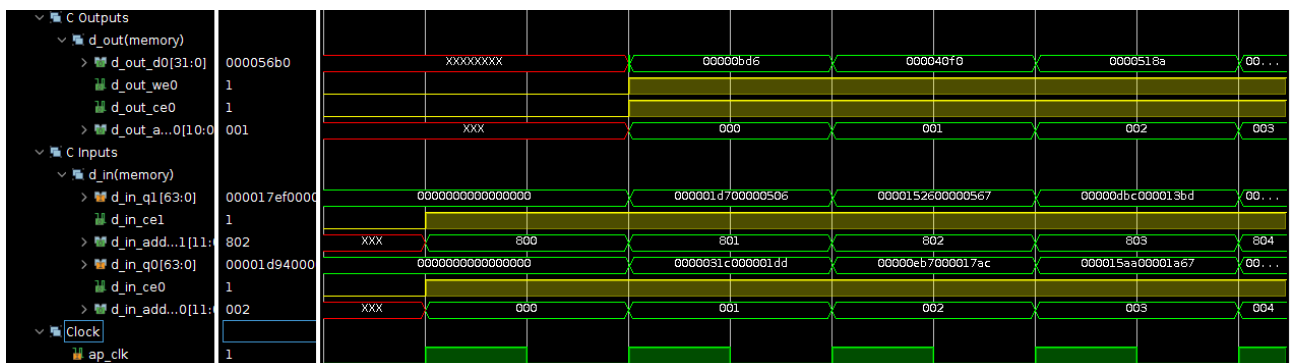 C Outputs
d_out(memory)
d_out_d0[31:0] 000056b0 XXXXXXXX 00000bd6 000040f0 0000518a 00...
d_out_we0 1
d_out_ce0 1
d_out_a...0[10:0 001 XXX 000 001 002 003
C Inputs
d_in(memory)
d_in_q1[63:0] 000017ef0000 0000000000000000 000001d700000506 0000152600000567 00000dbc000013bd 00...
d_in_ce1 1
d_in_add...1[11: 802 XXX 800 801 802 803 804
d_in_q0[63:0] 00001d94000 0000000000000000 0000031c000001dd 00000eb7000017ac 000015aa00001a67 00...
d_in_ce0 1
d_in_add...0[11: 002 XXX 000 001 002 003 004
Clock
ap_clk 1